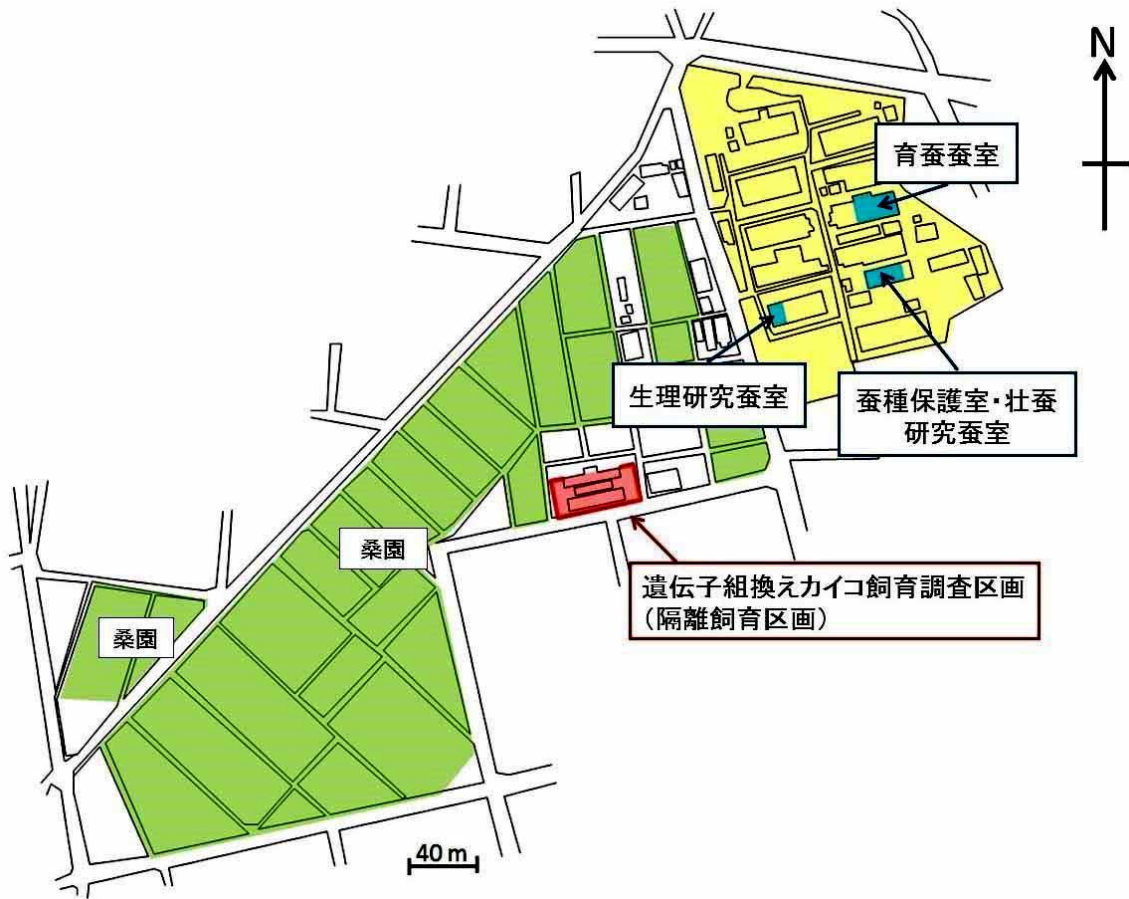 N
育蚕蚕室
生理研究蚕室
蚕種保護室・壮蚕
研究蚕室
桑園
遺伝子組換えカイコ飼育調査区画
（隔離飼育区画）
桑園
40 m